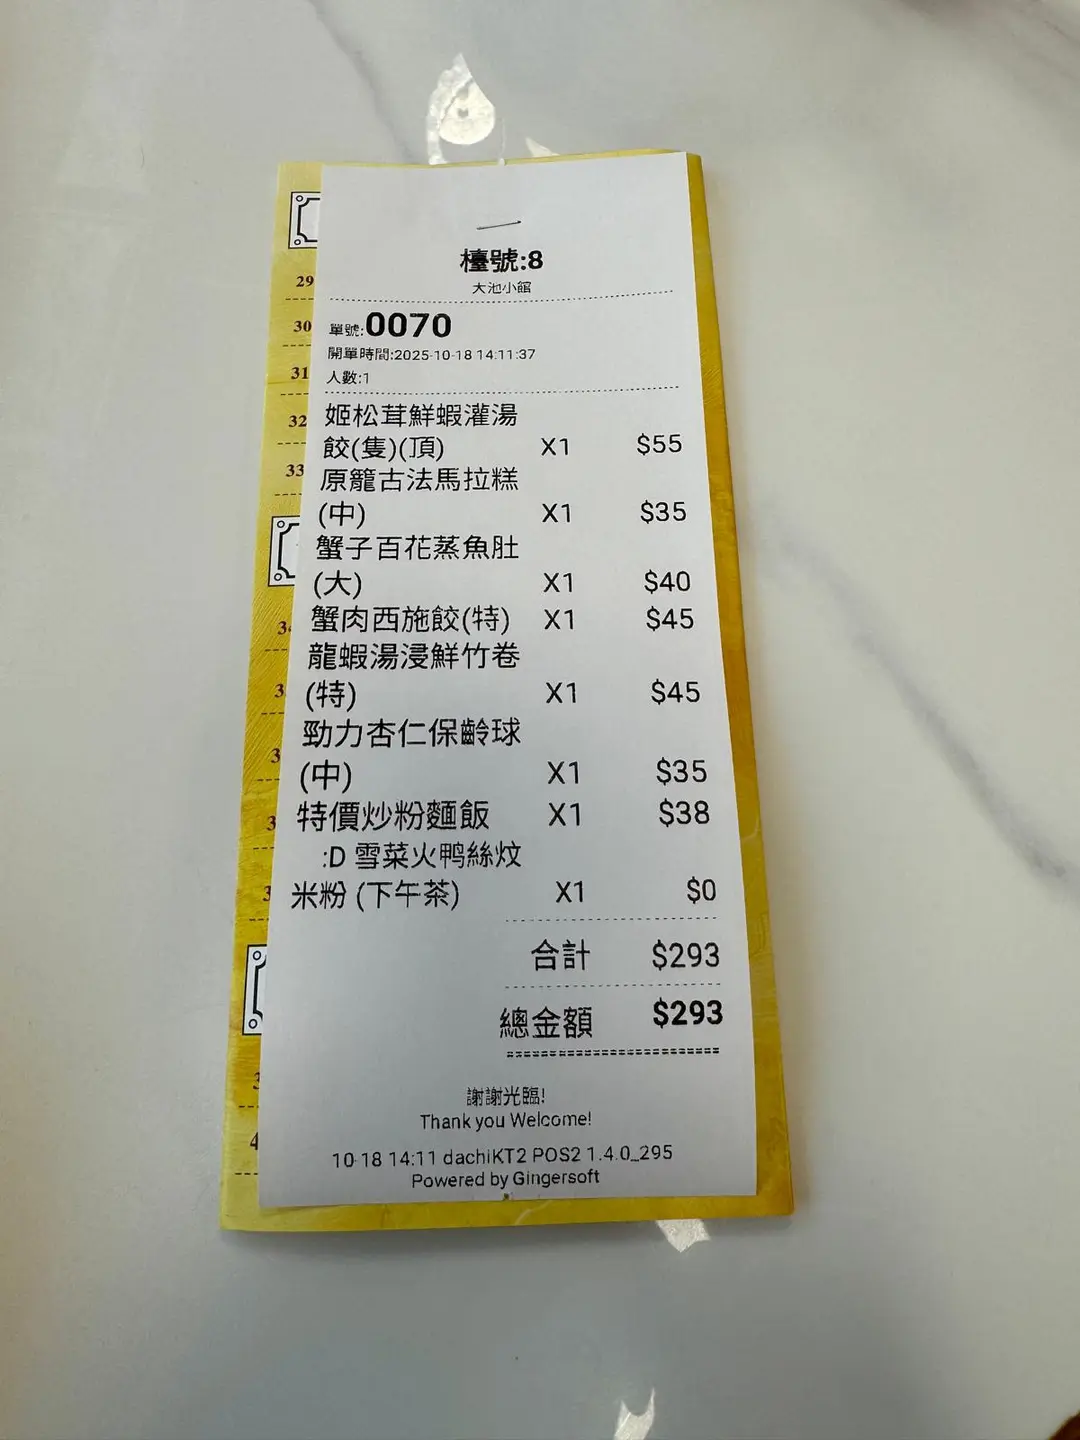 檯號:8
大池小館
單號:0070
開單時間:2025-10-18 14:11:37
人數:1
姬松茸鮮蝦灌湯
餃(隻)(頂) X1 $55
原籠古法馬拉糕
(中) X1 $35
蟹子百花蒸魚肚
(大) X1 $40
蟹肉西施餃(特) X1 $45
龍蝦湯浸鮮竹卷
(特) X1 $45
勁力杏仁保齡球
(中) X1 $35
特價炒粉麵飯 X1 $38
:D 雪菜火鴨絲炆
米粉 (下午茶) X1 $0
合計 $293
總金額 $293
謝謝光臨!
Thank you Welcome!
10-18 14:11 dachiKT2 POS2 1.4.0_295
Powered by Gingersoft
29
30
31
32
33